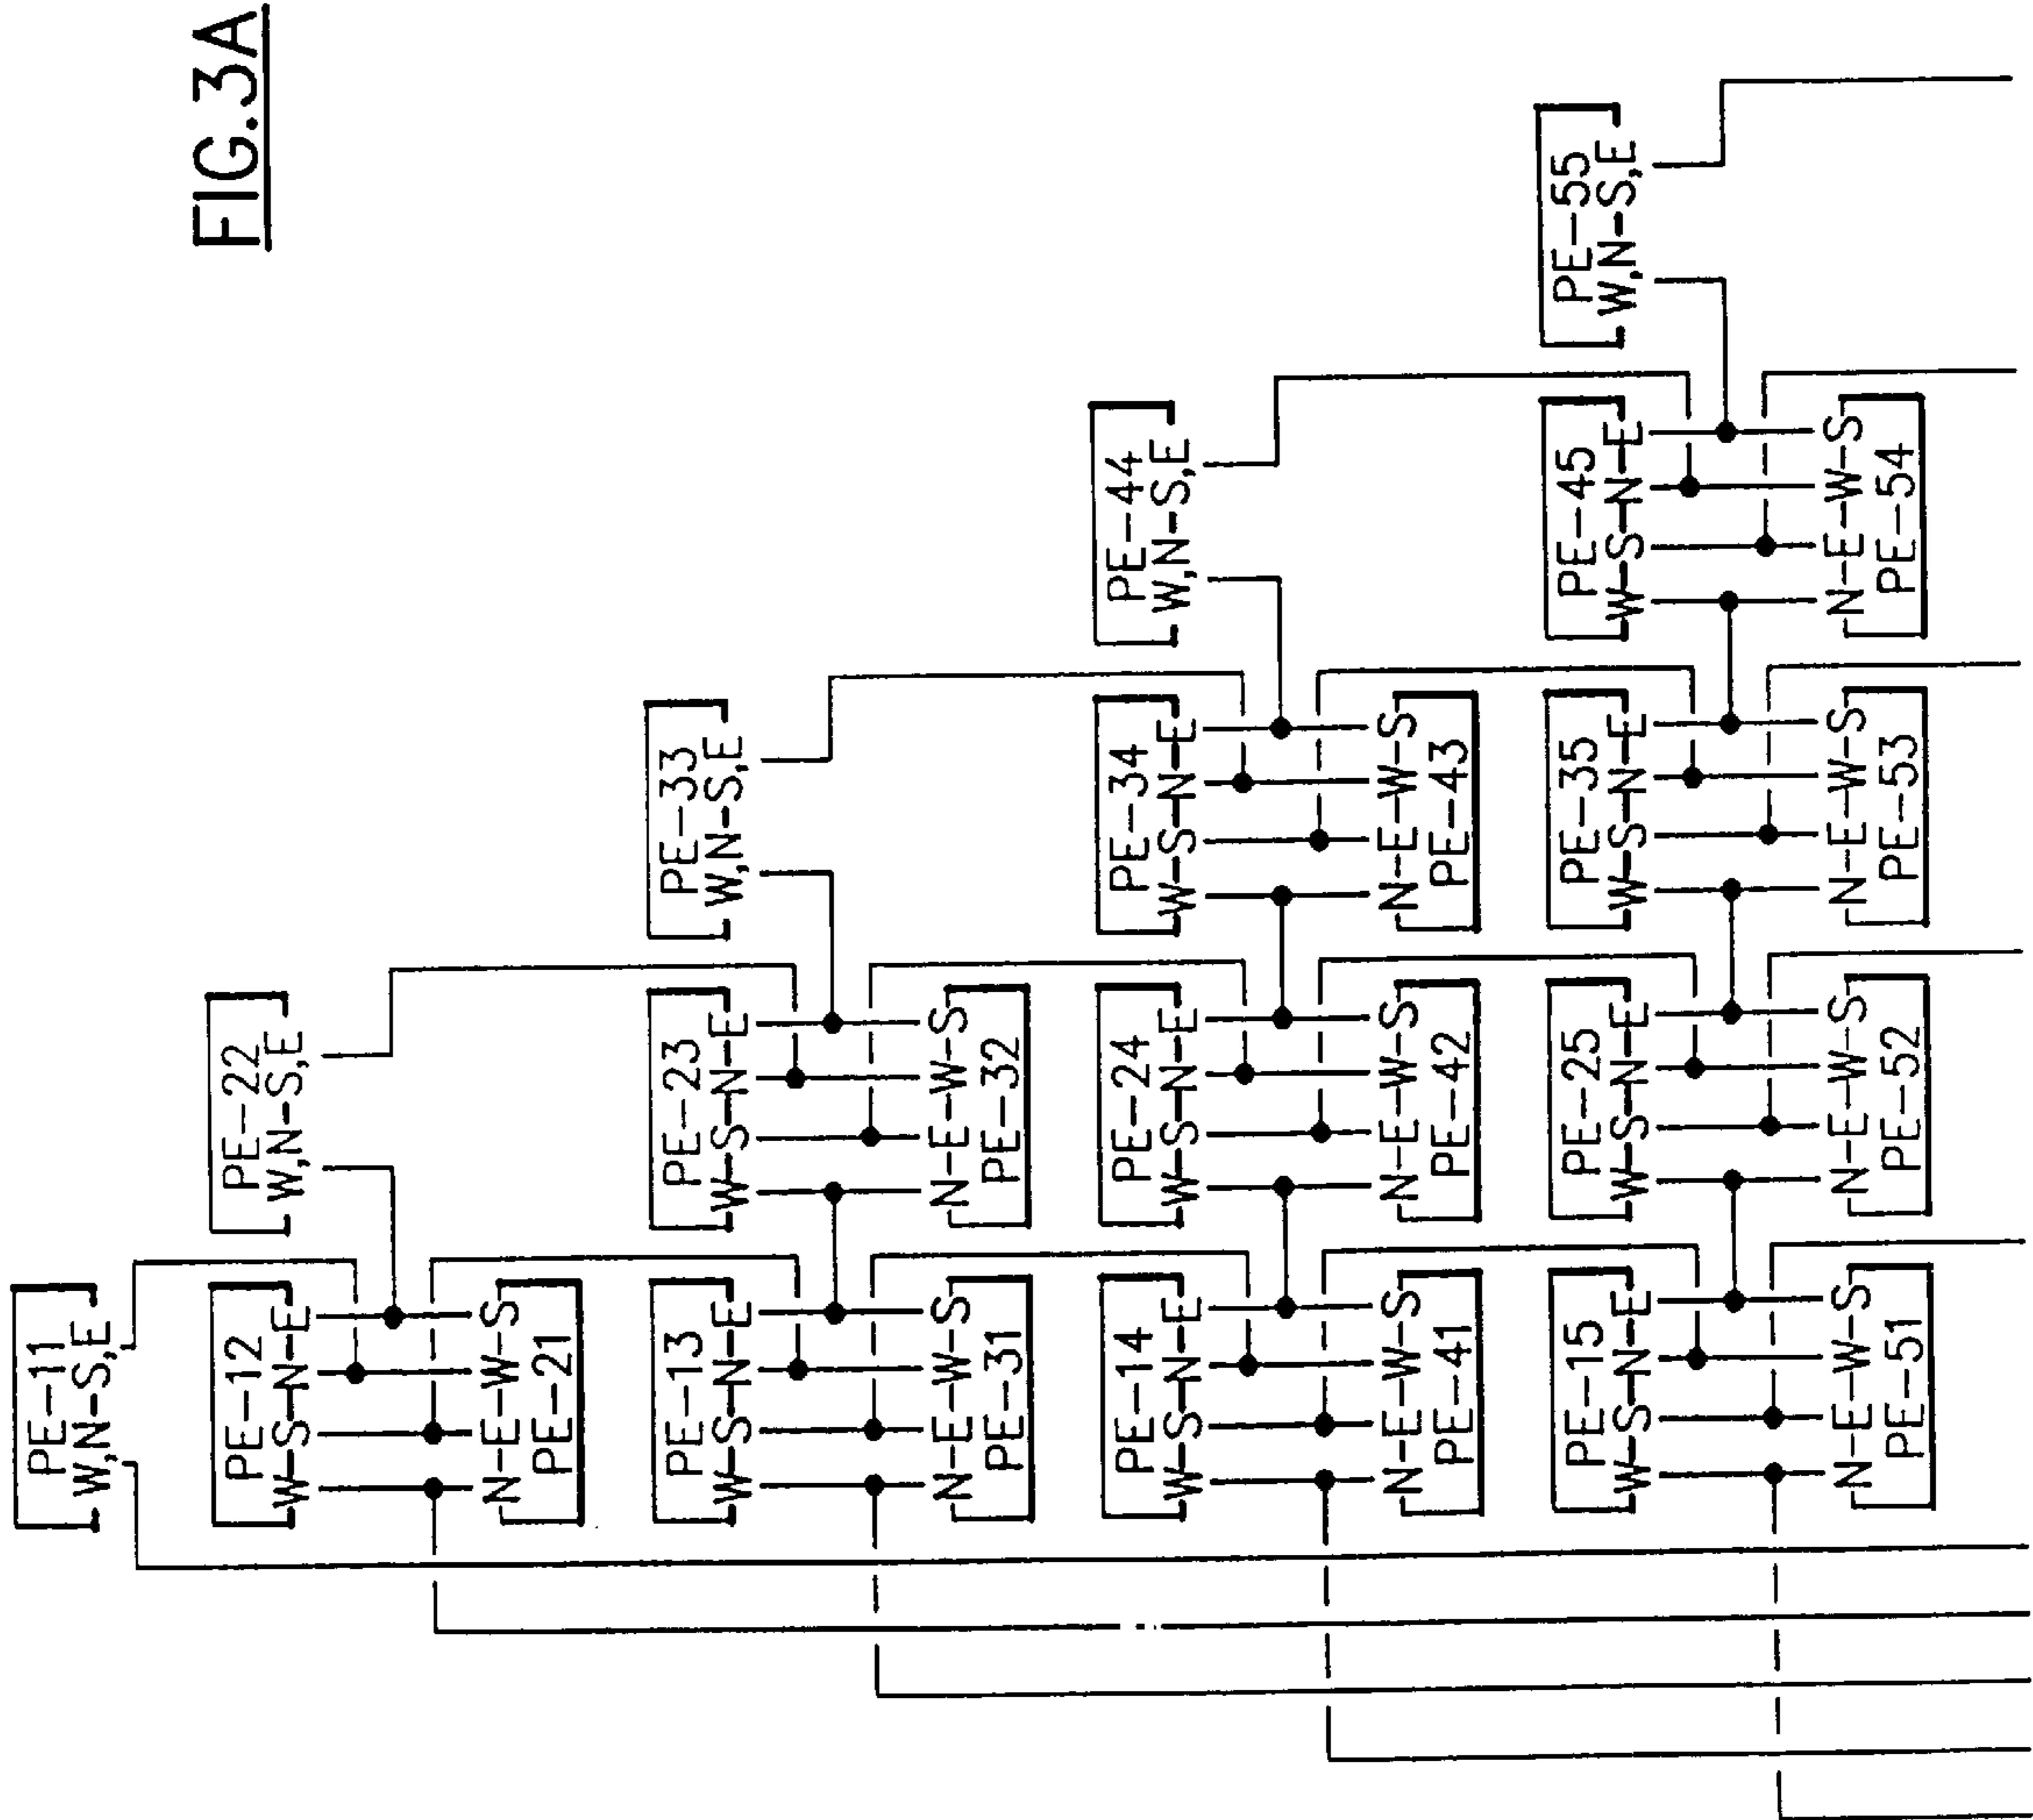 FIG.3A
PE-11
W,N-S,E
PE-12
W-S-N-E
N-E-W-S
PE-21
PE-22
W,N-S,E
PE-13
W-S-N-E
N-E-W-S
PE-31
PE-23
W-S-N-E
N-E-W-S
PE-32
PE-33
W,N-S,E
PE-14
W-S-N-E
N-E-W-S
PE-41
PE-24
W-S-N-E
N-E-W-S
PE-42
PE-34
W-S-N-E
N-E-W-S
PE-43
PE-44
W,N-S,E
PE-15
W-S-N-E
N-E-W-S
PE-51
PE-25
W-S-N-E
N-E-W-S
PE-52
PE-35
W-S-N-E
N-E-W-S
PE-53
PE-45
W-S-N-E
N-E-W-S
PE-54
PE-55
W,N-S,E